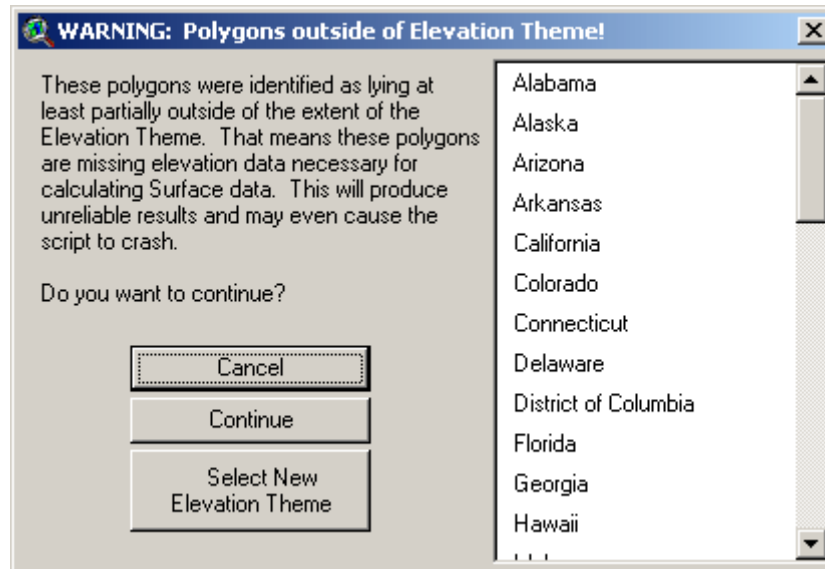 WARNING: Polygons outside of Elevation Theme!
These polygons were identified as lying at
least partially outside of the extent of the
Elevation Theme. That means these polygons
are missing elevation data necessary for
calculating Surface data. This will produce
unreliable results and may even cause the
script to crash.
Do you want to continue?
Cancel
Continue
Select New
Elevation Theme
Alabama
Alaska
Arizona
Arkansas
California
Colorado
Connecticut
Delaware
District of Columbia
Florida
Georgia
Hawaii